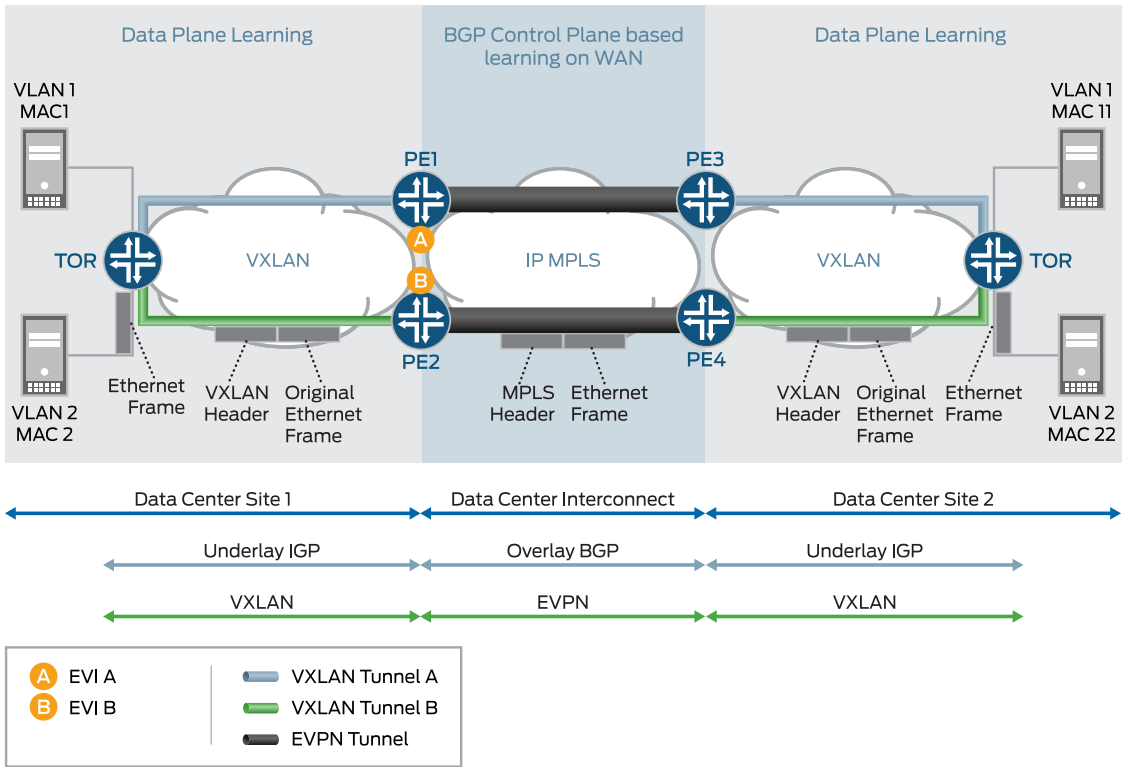 Data Plane Learning
BGP Control Plane based
learning on WAN
Data Plane Learning
VLAN 1
MAC1
VLAN 1
MAC 11
PE1
PE3
A
TOR
VXLAN
IP MPLS
VXLAN
TOR
B
PE2
PE4
VLAN 2
MAC 2
Ethernet
Frame
VXLAN
Header
Original
Ethernet
Frame
MPLS
Header
Ethernet
Frame
VXLAN
Header
Original
Ethernet
Frame
Ethernet
Frame
VLAN 2
MAC 22
Data Center Site 1
Data Center Interconnect
Data Center Site 2
Underlay IGP
Overlay BGP
Underlay IGP
VXLAN
EVPN
VXLAN
A EVI A
B EVI B
VXLAN Tunnel A
VXLAN Tunnel B
EVPN Tunnel